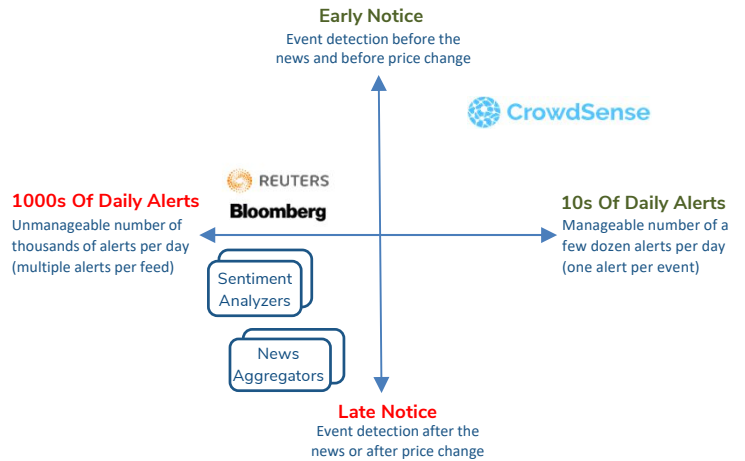 Early Notice
Event detection before the
news and before price change
CrowdSense
REUTERS
Bloomberg
1000s Of Daily Alerts
Unmanageable number of
thousands of alerts per day
(multiple alerts per feed)
10s Of Daily Alerts
Manageable number of a
few dozen alerts per day
(one alert per event)
Sentiment
Analyzers
News
Aggregators
Late Notice
Event detection after the
news or after price change